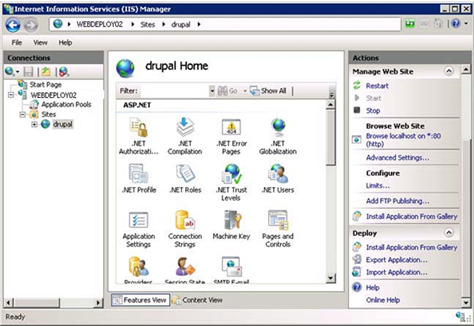 Internet Information Services (IIS) Manager
WEBDEPLOY02 Sites drupal
File View Help
Connections
Start Page
WEBDEPLOY02
Application Pools
Sites
drupal
drupal Home
Filter: Go Show All
ASP.NET
.NET Authorizati...
.NET Compilation
.NET Error Pages
.NET Globalization
.NET Profile
.NET Roles
.NET Trust Levels
.NET Users
Application Settings
Connection Strings
Machine Key
Pages and Controls
Providers
Session State
SMTP E-mail
Features View Content View
Actions
Manage Web Site
Restart
Start
Stop
Browse Web Site
Browse localhost on *:80 (http)
Advanced Settings...
Configure
Limits...
Add FTP Publishing...
Install Application From Gallery
Deploy
Install Application From Gallery
Export Application...
Import Application...
Help
Online Help
Ready